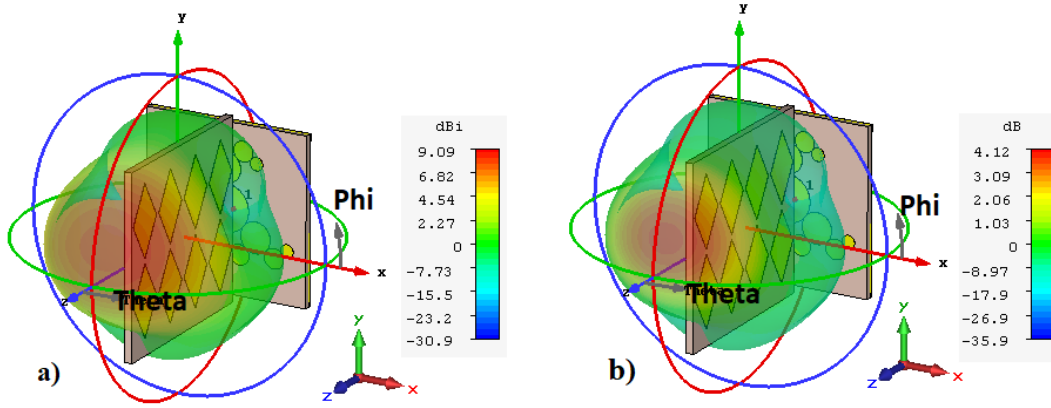 y
dBi
9.09
6.82
4.54
2.27
0
-7.73
-15.5
-23.2
-30.9
Phi
1
x
z
Theta
a)
y
z
x
y
dB
4.12
3.09
2.06
1.03
0
-8.97
-17.9
-26.9
-35.9
Phi
1
x
z
Theta
b)
y
z
x